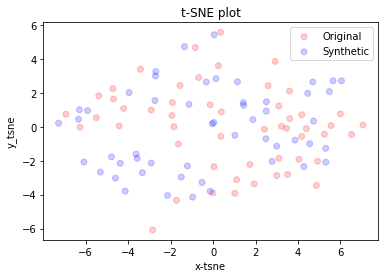 t-SNE plot
Original
Synthetic
y_tsne
6
4
2
0
−2
−4
−6
−6
−4
−2
0
2
4
6
x-tsne